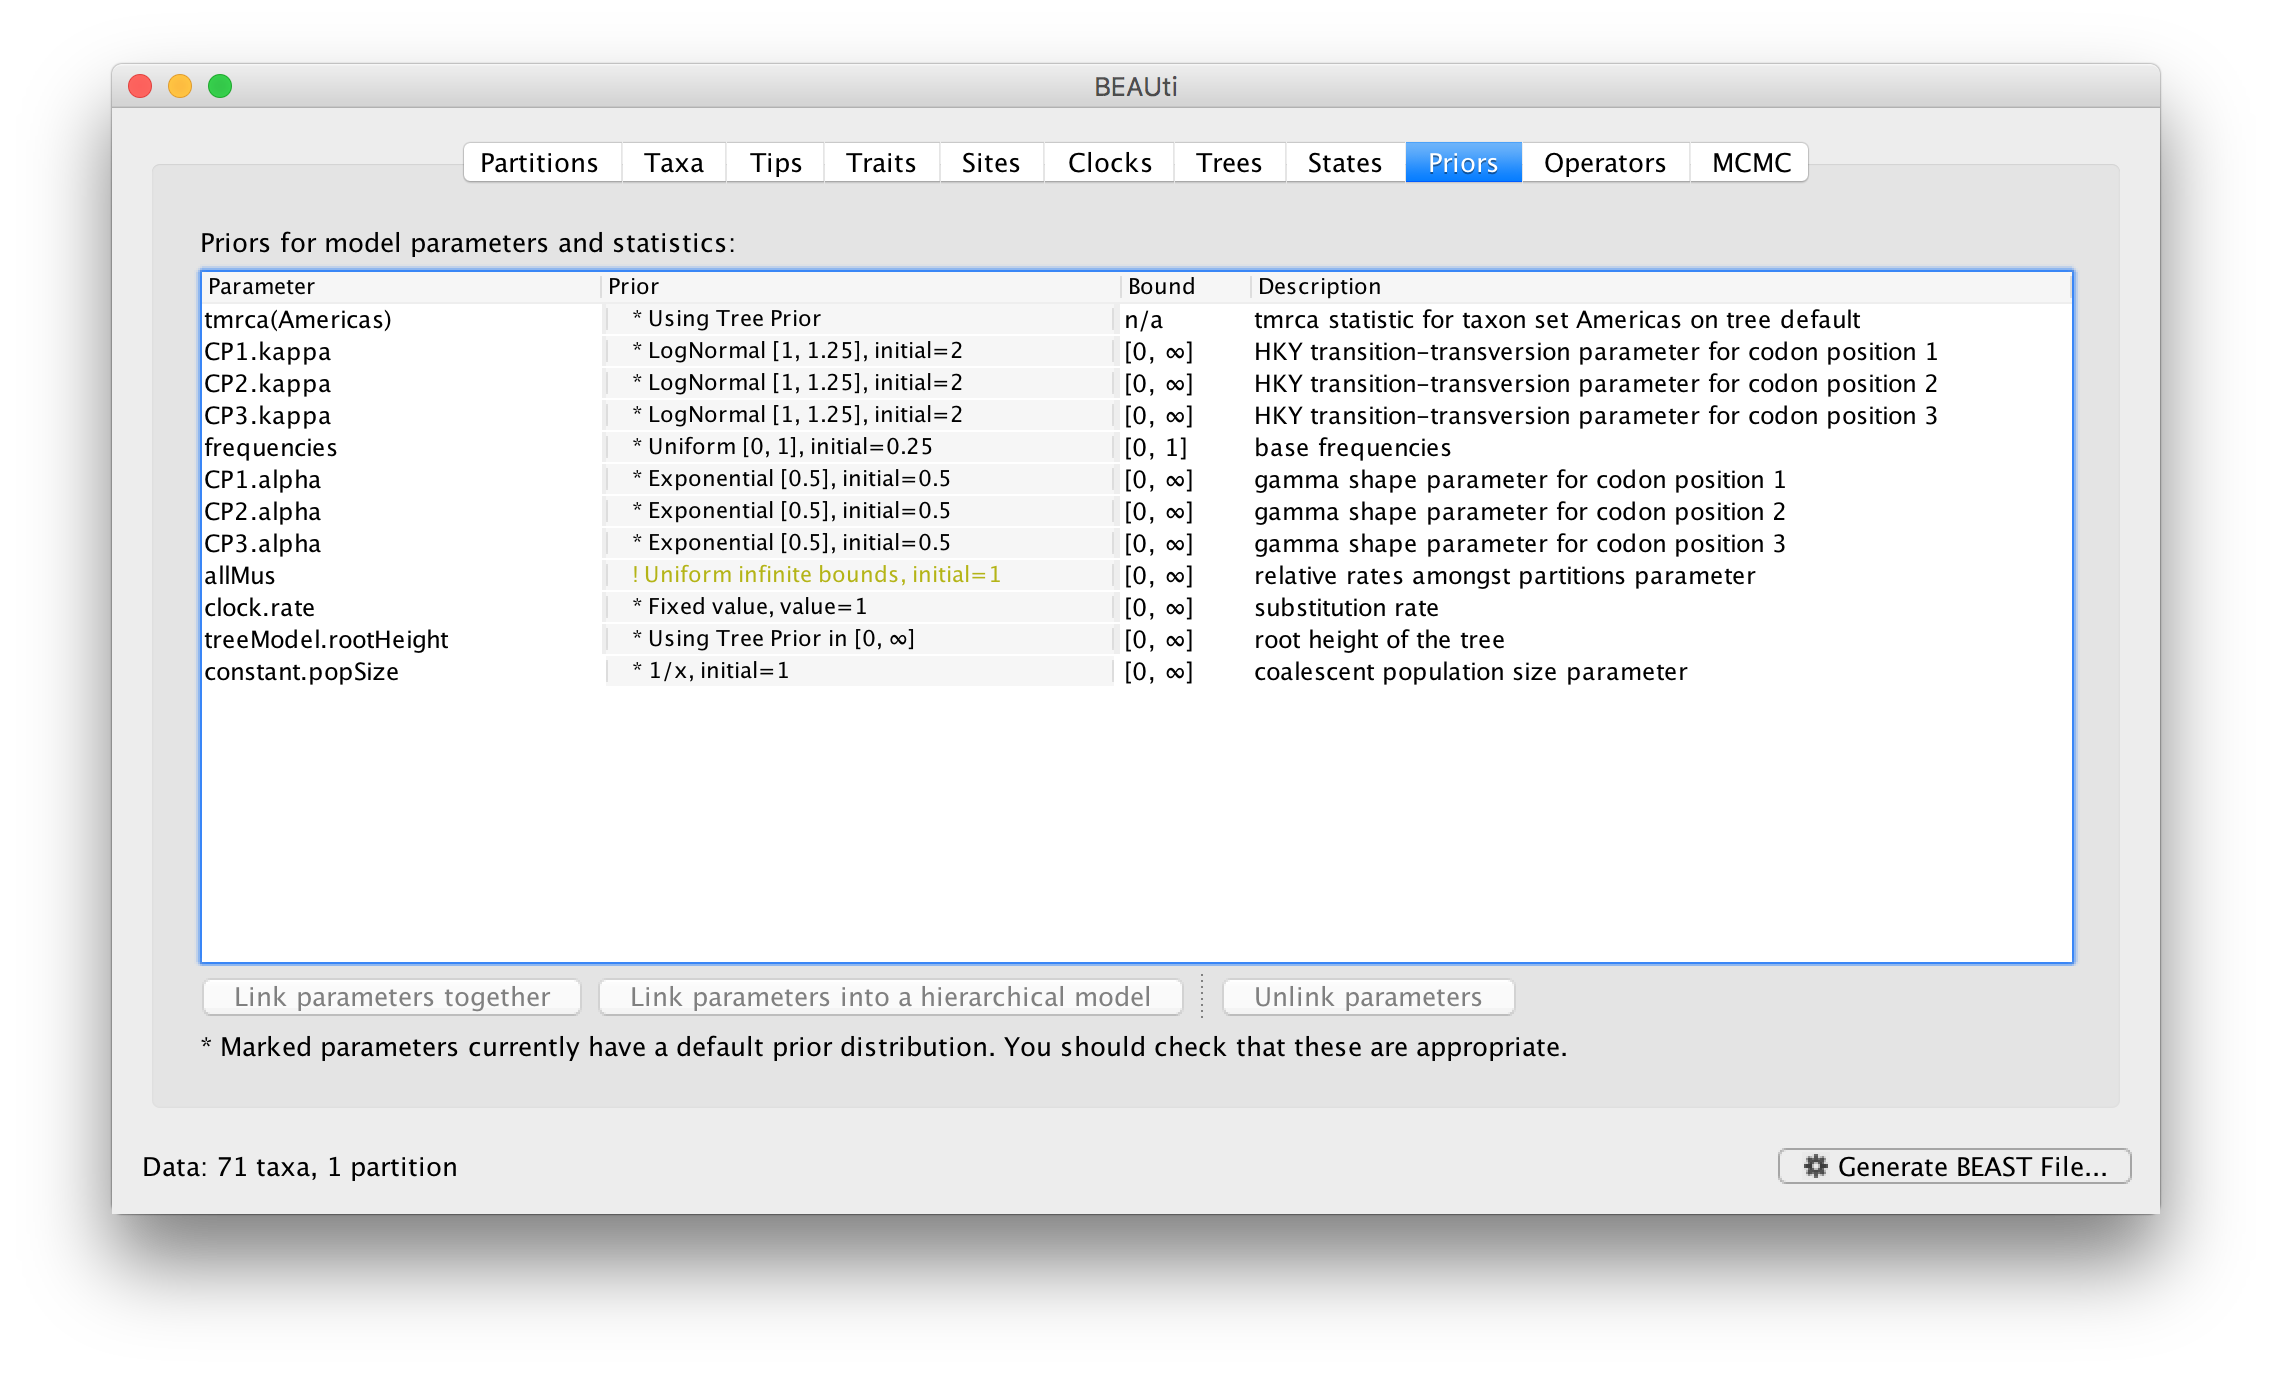 BEAUti
Partitions Taxa Tips Traits Sites Clocks Trees States Priors Operators MCMC
Priors for model parameters and statistics:
Parameter Prior Bound Description
tmrca(Americas) * Using Tree Prior n/a tmrca statistic for taxon set Americas on tree default
CP1.kappa * LogNormal [1, 1.25], initial=2 [0, ∞] HKY transition-transversion parameter for codon position 1
CP2.kappa * LogNormal [1, 1.25], initial=2 [0, ∞] HKY transition-transversion parameter for codon position 2
CP3.kappa * LogNormal [1, 1.25], initial=2 [0, ∞] HKY transition-transversion parameter for codon position 3
frequencies * Uniform [0, 1], initial=0.25 [0, 1] base frequencies
CP1.alpha * Exponential [0.5], initial=0.5 [0, ∞] gamma shape parameter for codon position 1
CP2.alpha * Exponential [0.5], initial=0.5 [0, ∞] gamma shape parameter for codon position 2
CP3.alpha * Exponential [0.5], initial=0.5 [0, ∞] gamma shape parameter for codon position 3
allMus ! Uniform infinite bounds, initial=1 [0, ∞] relative rates amongst partitions parameter
clock.rate * Fixed value, value=1 [0, ∞] substitution rate
treeModel.rootHeight * Using Tree Prior in [0, ∞] [0, ∞] root height of the tree
constant.popSize * 1/x, initial=1 [0, ∞] coalescent population size parameter
Link parameters together Link parameters into a hierarchical model Unlink parameters
* Marked parameters currently have a default prior distribution. You should check that these are appropriate.
Data: 71 taxa, 1 partition Generate BEAST File...